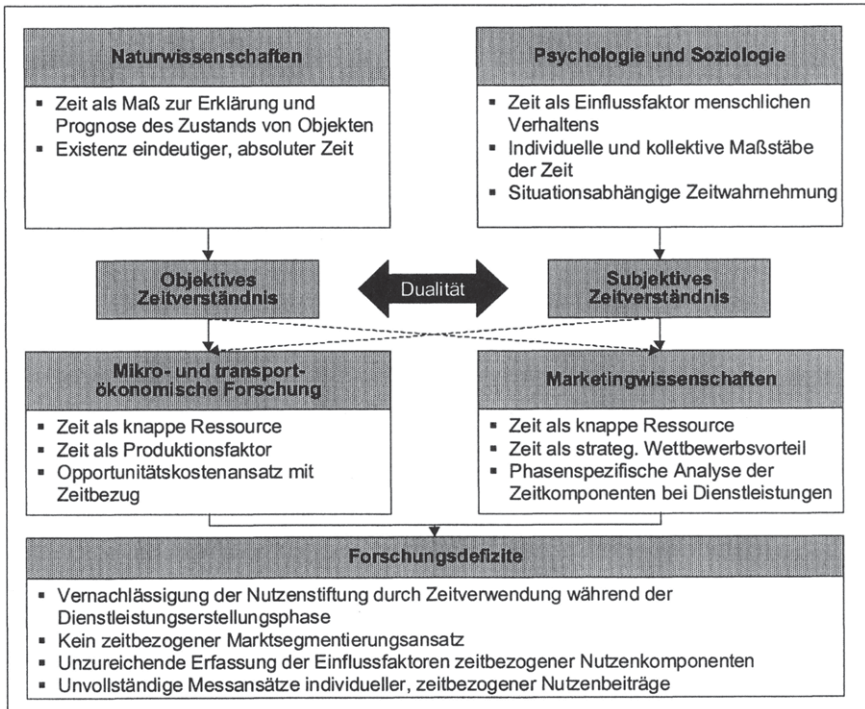 Naturwissenschaften
▪ Zeit als Maß zur Erklärung und
Prognose des Zustands von Objekten
▪ Existenz eindeutiger, absoluter Zeit
Psychologie und Soziologie
▪ Zeit als Einflussfaktor menschlichen
Verhaltens
▪ Individuelle und kollektive Maßstäbe
der Zeit
▪ Situationsabhängige Zeitwahrnehmung
Objektives
Zeitverständnis
Dualität
Subjektives
Zeitverständnis
Mikro- und transport-
ökonomische Forschung
▪ Zeit als knappe Ressource
▪ Zeit als Produktionsfaktor
▪ Opportunitätskostenansatz mit
Zeitbezug
Marketingwissenschaften
▪ Zeit als knappe Ressource
▪ Zeit als strateg. Wettbewerbsvorteil
▪ Phasenspezifische Analyse der
Zeitkomponenten bei Dienstleistungen
Forschungsdefizite
▪ Vernachlässigung der Nutzenstiftung durch Zeitverwendung während der
Dienstleistungserstellungsphase
▪ Kein zeitbezogener Marktsegmentierungsansatz
▪ Unzureichende Erfassung der Einflussfaktoren zeitbezogener Nutzenkomponenten
▪ Unvollständige Messansätze individueller, zeitbezogener Nutzenbeiträge